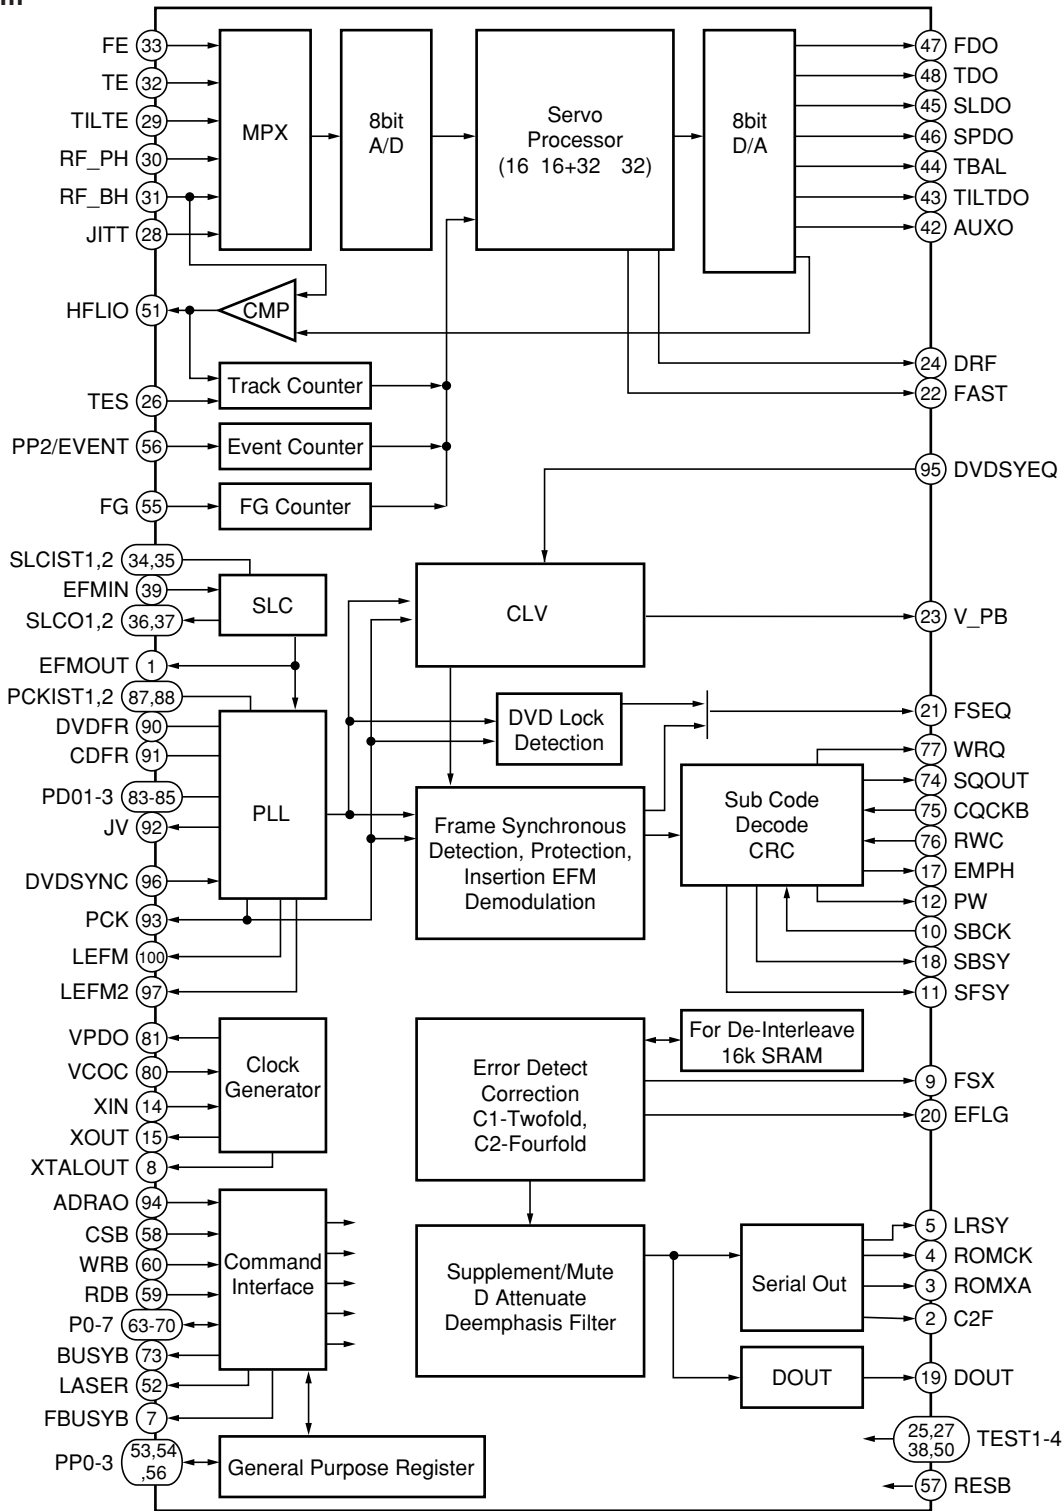 FE 33
TE 32
TILTE 29
RF_PH 30
RF_BH 31
JITT 28
HFLIO 51
TES 26
PP2/EVENT 56
FG 55
SLCIST1,2 34,35
EFMIN 39
SLCO1,2 36,37
EFMOUT 1
PCKIST1,2 87,88
DVDFR 90
CDFR 91
PD01-3 83-85
JV 92
DVDSYNC 96
PCK 93
LEFM 100
LEFM2 97
VPDO 81
VCOC 80
XIN 14
XOUT 15
XTALOUT 8
ADRAO 94
CSB 58
WRB 60
RDB 59
P0-7 63-70
BUSYB 73
LASER 52
FBUSYB 7
PP0-3 53,54
,56
MPX
8bit
A/D
Servo
Processor
(16 16+32 32)
8bit
D/A
CMP
Track Counter
Event Counter
FG Counter
SLC
CLV
DVD Lock
Detection
PLL
Frame Synchronous
Detection, Protection,
Insertion EFM
Demodulation
Sub Code
Decode
CRC
Clock
Generator
Error Detect
Correction
C1-Twofold,
C2-Fourfold
For De-Interleave
16k SRAM
Command
Interface
Supplement/Mute
D Attenuate
Deemphasis Filter
Serial Out
DOUT
General Purpose Register
47 FDO
48 TDO
45 SLDO
46 SPDO
44 TBAL
43 TILTDO
42 AUXO
24 DRF
22 FAST
95 DVDSYEQ
23 V_PB
21 FSEQ
77 WRQ
74 SQOUT
75 CQCKB
76 RWC
17 EMPH
12 PW
10 SBCK
18 SBSY
11 SFSY
9 FSX
20 EFLG
5 LRSY
4 ROMCK
3 ROMXA
2 C2F
19 DOUT
25,27
38,50 TEST1-4
57 RESB